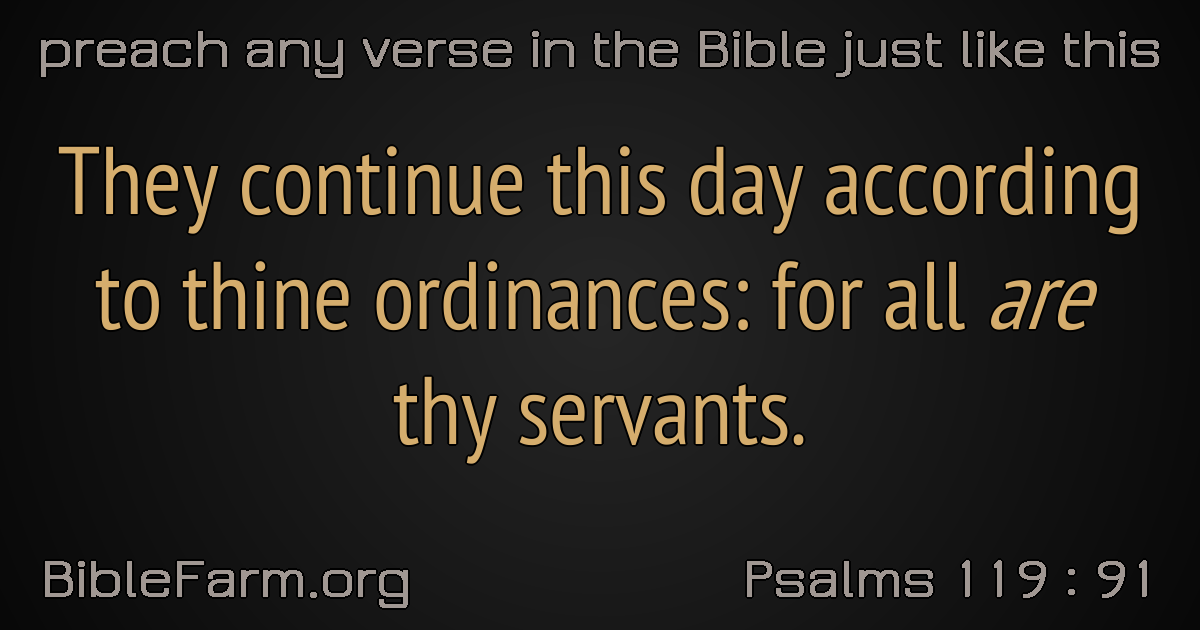 preach any verse in the Bible just like this
They continue this day according
to thine ordinances: for all are
thy servants.
BibleFarm.org
Psalms 119 : 91